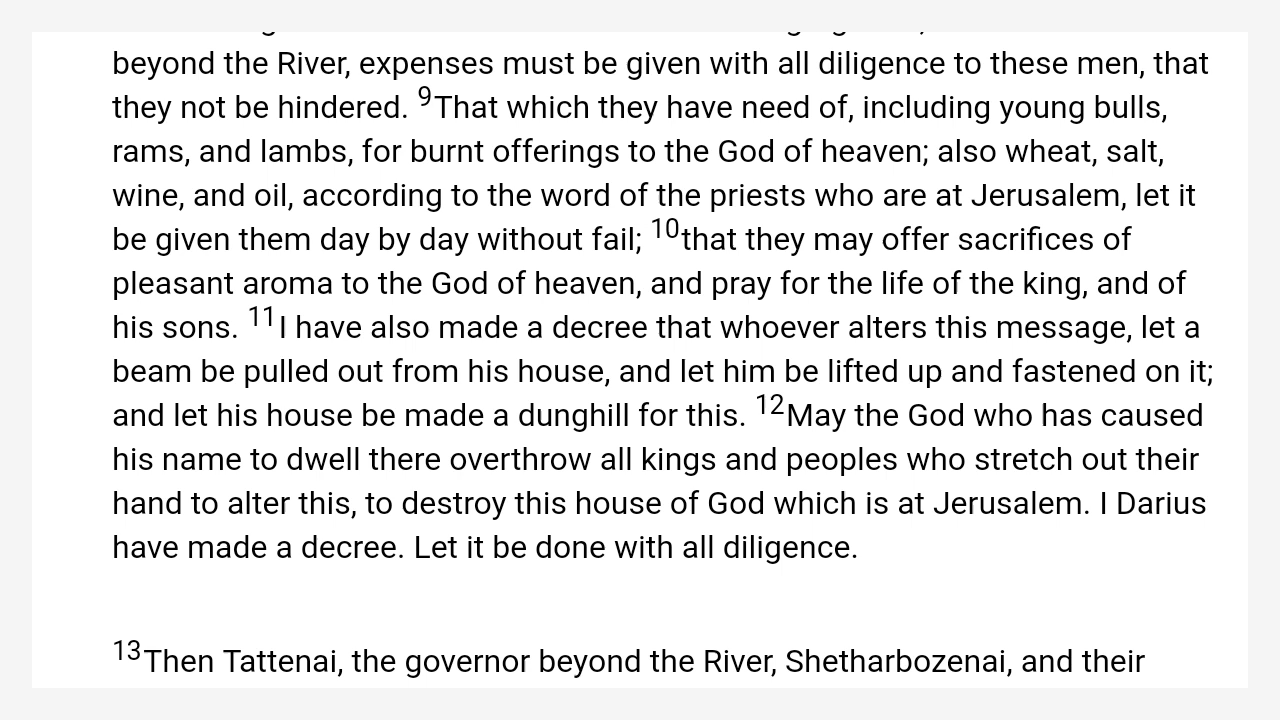 beyond the River, expenses must be given with all diligence to these men, that
they not be hindered. 9That which they have need of, including young bulls,
rams, and lambs, for burnt offerings to the God of heaven; also wheat, salt,
wine, and oil, according to the word of the priests who are at Jerusalem, let it
be given them day by day without fail; 10that they may offer sacrifices of
pleasant aroma to the God of heaven, and pray for the life of the king, and of
his sons. 11I have also made a decree that whoever alters this message, let a
beam be pulled out from his house, and let him be lifted up and fastened on it;
and let his house be made a dunghill for this. 12May the God who has caused
his name to dwell there overthrow all kings and peoples who stretch out their
hand to alter this, to destroy this house of God which is at Jerusalem. I Darius
have made a decree. Let it be done with all diligence.
13Then Tattenai, the governor beyond the River, Shetharbozenai, and their